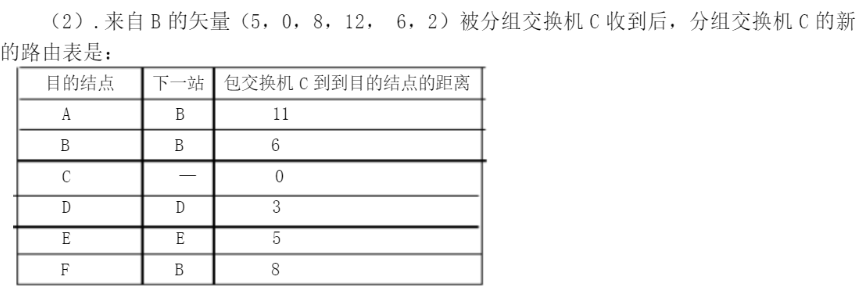 (2).来自 B 的矢量(5,0,8,12, 6,2)被分组交换机 C 收到后,分组交换机 C 的新
的路由表是:
目的结点 下一站 包交换机 C 到到目的结点的距离
A B 11
B B 6
C — 0
D D 3
E E 5
F B 8